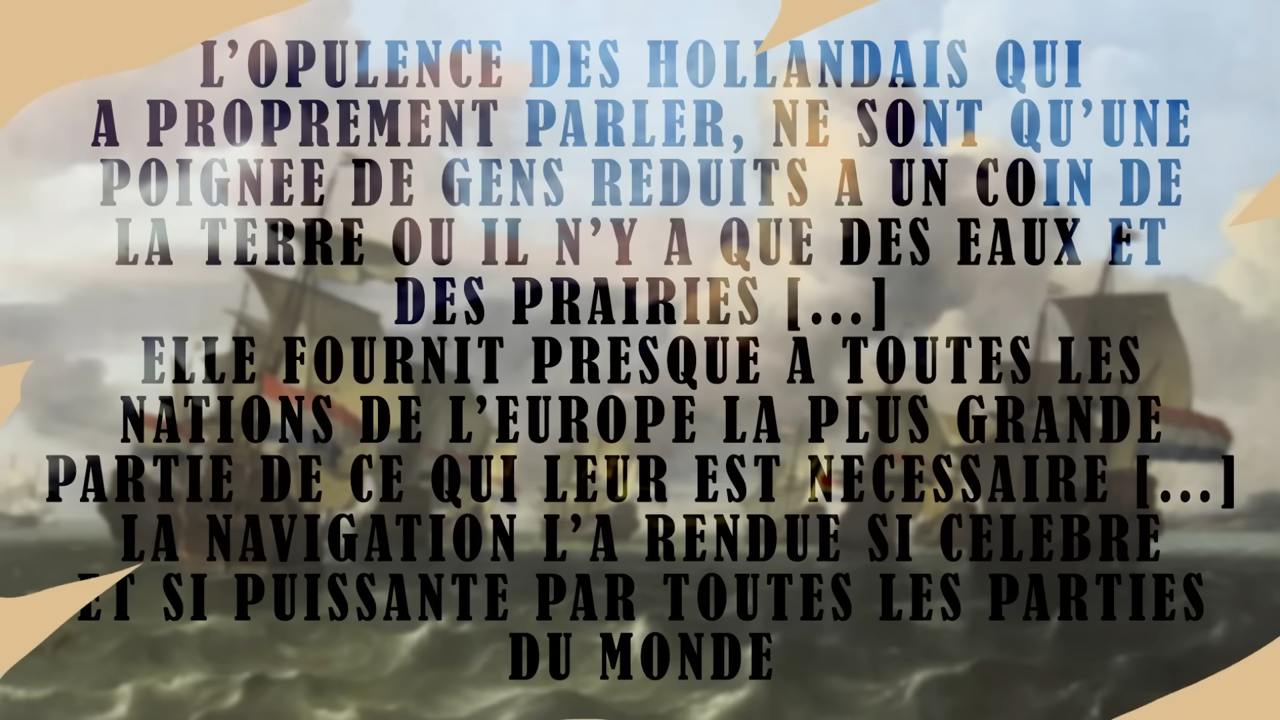 L’OPULENCE DES HOLLANDAIS QUI
A PROPREMENT PARLER, NE SONT QU’UNE
POIGNEE DE GENS REDUITS A UN COIN DE
LA TERRE OU IL N’Y A QUE DES EAUX ET
DES PRAIRIES [...]
ELLE FOURNIT PRESQUE A TOUTES LES
NATIONS DE L’EUROPE LA PLUS GRANDE
PARTIE DE CE QUI LEUR EST NECESSAIRE [...]
LA NAVIGATION L’A RENDUE SI CELEBRE
ET SI PUISSANTE PAR TOUTES LES PARTIES
DU MONDE